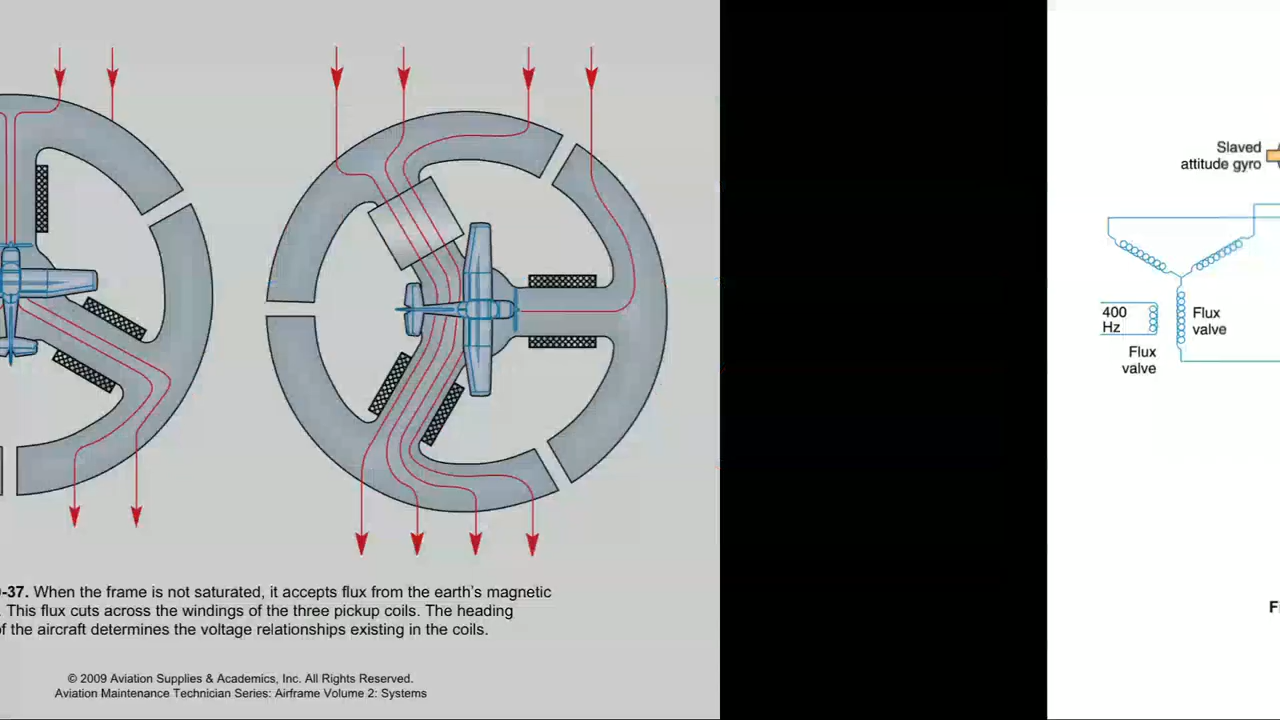 -37. When the frame is not saturated, it accepts flux from the earth's magnetic
. This flux cuts across the windings of the three pickup coils. The heading
of the aircraft determines the voltage relationships existing in the coils.
© 2009 Aviation Supplies & Academics, Inc. All Rights Reserved.
Aviation Maintenance Technician Series: Airframe Volume 2: Systems
Slaved
attitude gyro
400
Hz
Flux
valve
Flux
valve